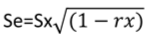 Se=Sx√(1 − rx)